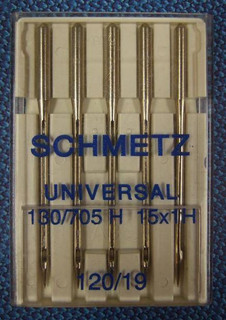 SCHMETZ
UNIVERSAL
130/705 H 15x1H
120/19